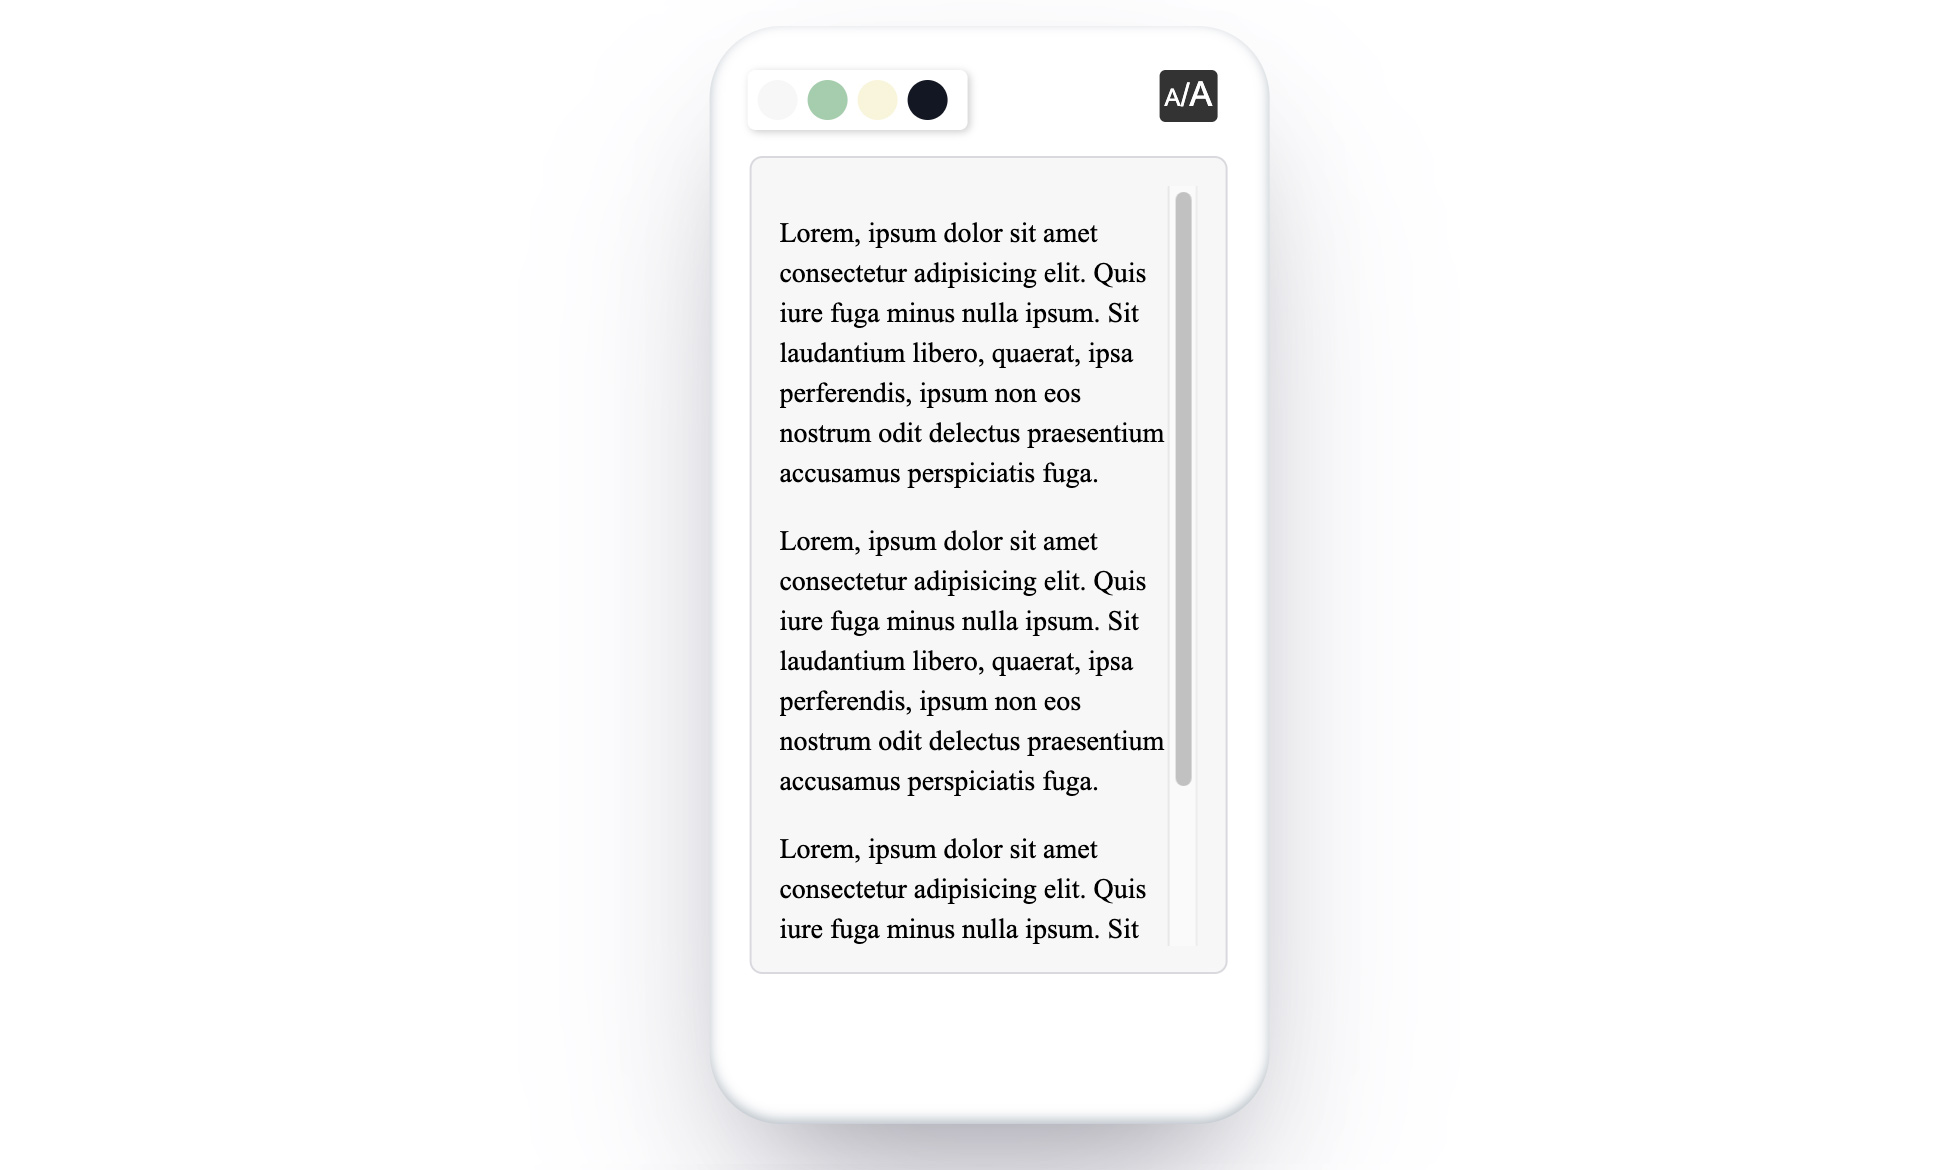 A/A
Lorem, ipsum dolor sit amet
consectetur adipisicing elit. Quis
iure fuga minus nulla ipsum. Sit
laudantium libero, quaerat, ipsa
perferendis, ipsum non eos
nostrum odit delectus praesentium
accusamus perspiciatis fuga.
Lorem, ipsum dolor sit amet
consectetur adipisicing elit. Quis
iure fuga minus nulla ipsum. Sit
laudantium libero, quaerat, ipsa
perferendis, ipsum non eos
nostrum odit delectus praesentium
accusamus perspiciatis fuga.
Lorem, ipsum dolor sit amet
consectetur adipisicing elit. Quis
iure fuga minus nulla ipsum. Sit